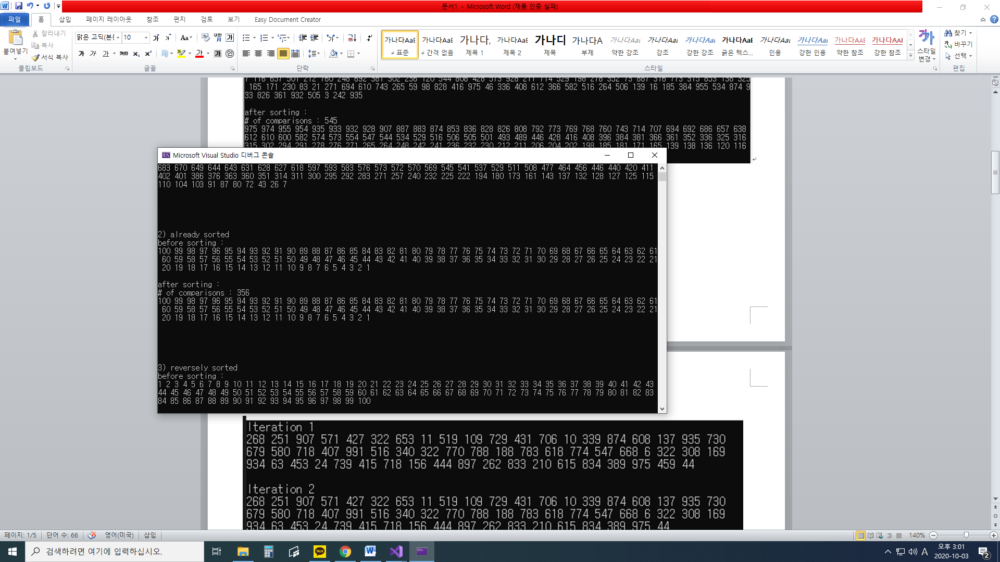 문서1 - Microsoft Word (제품 인증 실패)
파일 홈 삽입 페이지 레이아웃 참조 편지 검토 보기 Easy Document Creator
붙여넣기
잘라내기
복사
서식 복사
클립보드
맑은 고딕(본문 10
글꼴
단락
가나다AaB 가나다AaE 가나다, 가나다AaE 가나디 가나다A 가나다Aa 가나다Aa 가나다Aa 가나다AaB 가나다Aa 가나다Aa 가나다AaE 가나다AaI
표준 간격 없음 제목 1 제목 2 제목 부제 약한 강조 강조 강한 강조 굵은 텍스... 인용 강한 인용 약한 참조 강한 참조
스타일
스타일
변경
찾기
바꾸기
선택
편집
7 116 657 501 212 760 248 692 381 302 236 120 544 808 428 573 928 211 714 529 198 278 352 73 887 316 773 315 853 138 325
165 171 230 83 21 271 694 610 743 265 59 98 828 416 975 46 336 408 612 366 582 516 264 506 139 16 185 384 955 534 874 9
33 826 361 932 505 3 242 935
after sorting :
# of comparisons : 545
975 974 955 954 935 933 932 928 907 887 883 874 853 836 828 826 808 792 773 769 768 760 743 714 707 694 692 686 657 638
612 610 600 582 574 573 554 547 544 534 529 516 506 505 501 493 489 446 428 416 408 396 384 381 366 361 352 336 325 316
315 302 294 291 278 276 271 265 264 248 242 241 236 232 230 212 211 206 204 202 198 185 181 171 165 139 138 136 120 116
Microsoft Visual Studio 디버그 콘솔
683 670 649 644 643 631 628 627 618 597 593 583 576 573 572 570 569 545 541 537 529 511 508 477 464 456 446 440 420 411
402 401 386 376 363 360 351 314 311 300 295 292 283 271 257 240 232 225 222 194 180 173 161 143 137 132 128 127 125 115
110 104 103 91 87 80 72 43 26 7
2) already sorted
before sorting :
100 99 98 97 96 95 94 93 92 91 90 89 88 87 86 85 84 83 82 81 80 79 78 77 76 75 74 73 72 71 70 69 68 67 66 65 64 63 62 61
60 59 58 57 56 55 54 53 52 51 50 49 48 47 46 45 44 43 42 41 40 39 38 37 36 35 34 33 32 31 30 29 28 27 26 25 24 23 22 21
20 19 18 17 16 15 14 13 12 11 10 9 8 7 6 5 4 3 2 1
after sorting :
# of comparisons : 356
100 99 98 97 96 95 94 93 92 91 90 89 88 87 86 85 84 83 82 81 80 79 78 77 76 75 74 73 72 71 70 69 68 67 66 65 64 63 62 61
60 59 58 57 56 55 54 53 52 51 50 49 48 47 46 45 44 43 42 41 40 39 38 37 36 35 34 33 32 31 30 29 28 27 26 25 24 23 22 21
20 19 18 17 16 15 14 13 12 11 10 9 8 7 6 5 4 3 2 1
3) reversely sorted
before sorting :
1 2 3 4 5 6 7 8 9 10 11 12 13 14 15 16 17 18 19 20 21 22 23 24 25 26 27 28 29 30 31 32 33 34 35 36 37 38 39 40 41 42 43
44 45 46 47 48 49 50 51 52 53 54 55 56 57 58 59 60 61 62 63 64 65 66 67 68 69 70 71 72 73 74 75 76 77 78 79 80 81 82 83
84 85 86 87 88 89 90 91 92 93 94 95 96 97 98 99 100
Iteration 1
268 251 907 571 427 322 653 11 519 109 729 431 706 10 339 874 608 137 935 730
679 580 718 407 991 516 340 322 770 788 188 783 618 774 547 668 6 322 308 169
934 63 453 24 739 415 718 156 444 897 262 833 210 615 834 389 975 459 44
Iteration 2
268 251 907 571 427 322 653 11 519 109 729 431 706 10 339 874 608 137 935 730
679 580 718 407 991 516 340 322 770 788 188 783 618 774 547 668 6 322 308 169
934 63 453 24 739 415 718 156 444 897 262 833 210 615 834 389 975 44
페이지: 1/5 단어 수: 66 영어(미국) 삽입 140%
검색하려면 여기에 입력하십시오.
TALK
A
오후 3:01
2020-10-03
2